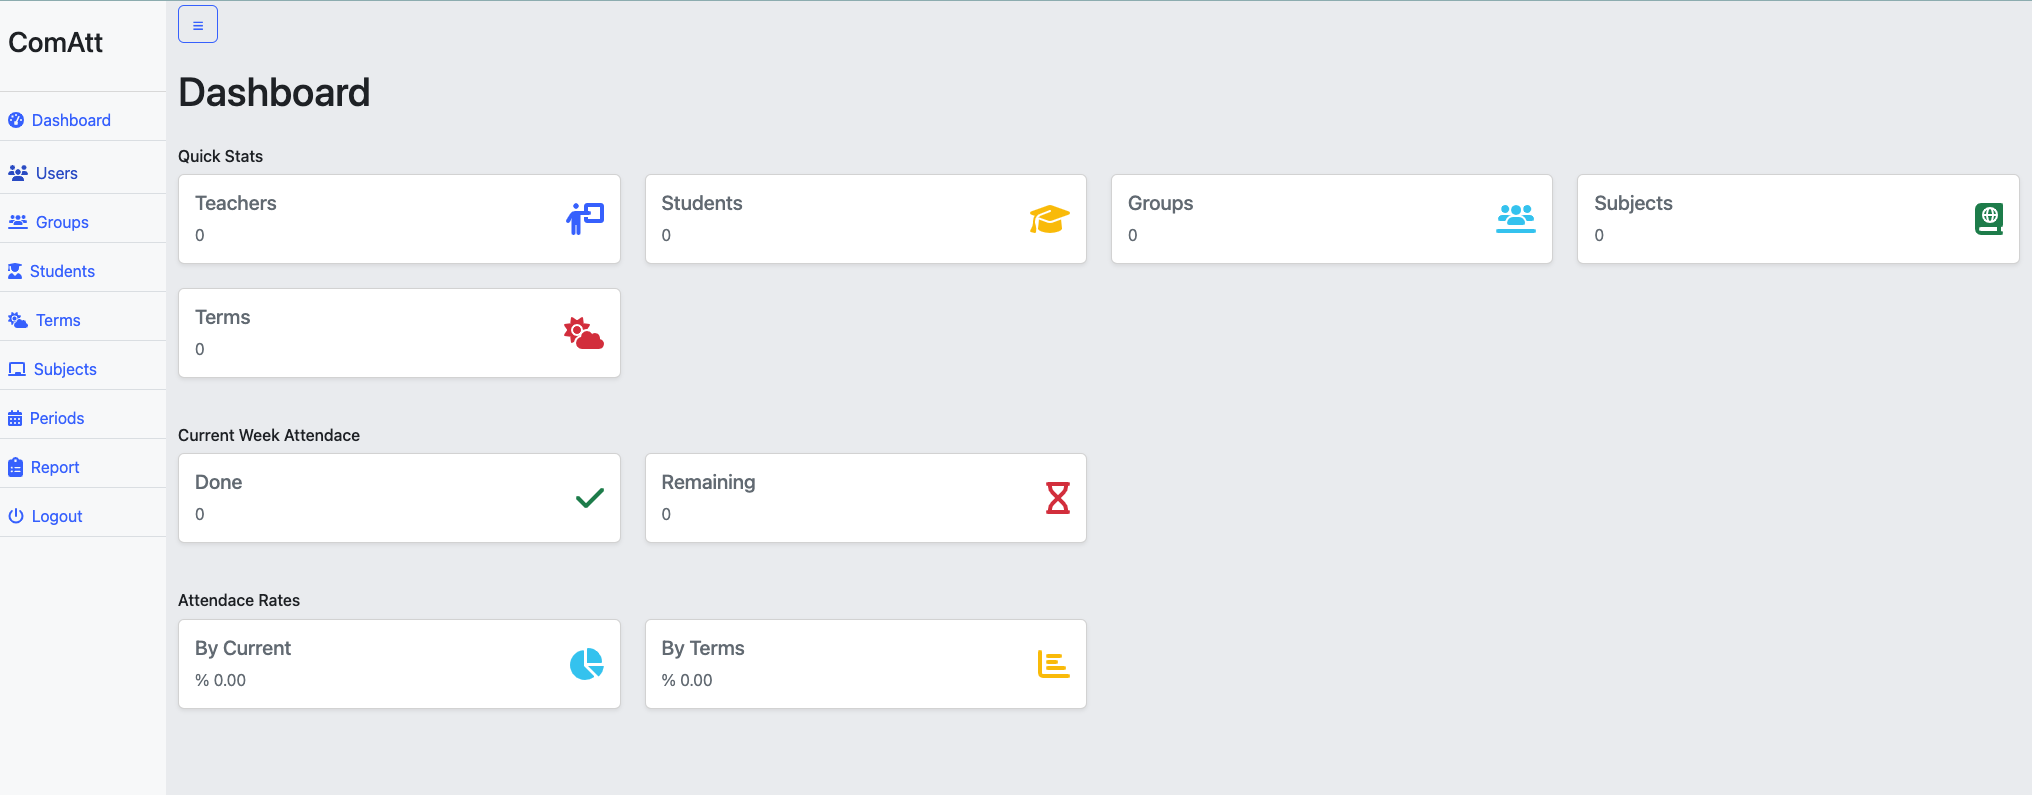 ComAtt
Dashboard
Users
Groups
Students
Terms
Subjects
Periods
Report
Logout
Dashboard
Quick Stats
Teachers
0
Students
0
Groups
0
Subjects
0
Terms
0
Current Week Attendace
Done
0
Remaining
0
Attendace Rates
By Current
% 0.00
By Terms
% 0.00